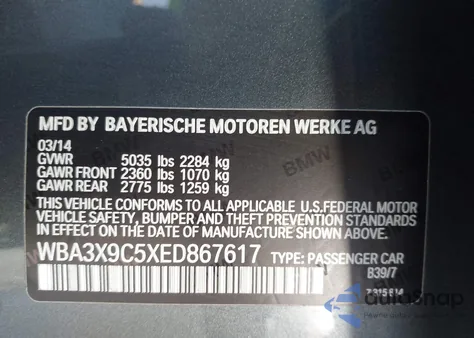 MFD BY BAYERISCHE MOTOREN WERKE AG
03/14
GVWR 5035 lbs 2284 kg
GAWR FRONT 2360 lbs 1070 kg
GAWR REAR 2775 lbs 1259 kg
THIS VEHICLE CONFORMS TO ALL APPLICABLE U.S.FEDERAL MOTOR
VEHICLE SAFETY, BUMPER, AND THEFT PREVENTION STANDARDS
IN EFFECT ON THE DATE OF MANUFACTURE SHOWN ABOVE.
WBA3X9C5XED867617 TYPE: PASSENGER CAR
B39/7
7315614
autosnap